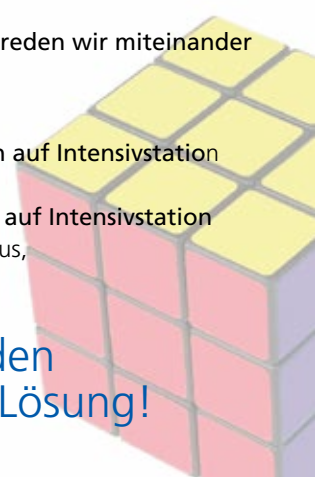 reden wir miteinander
auf Intensivstation
auf Intensivstation
us,
den
Lösung!